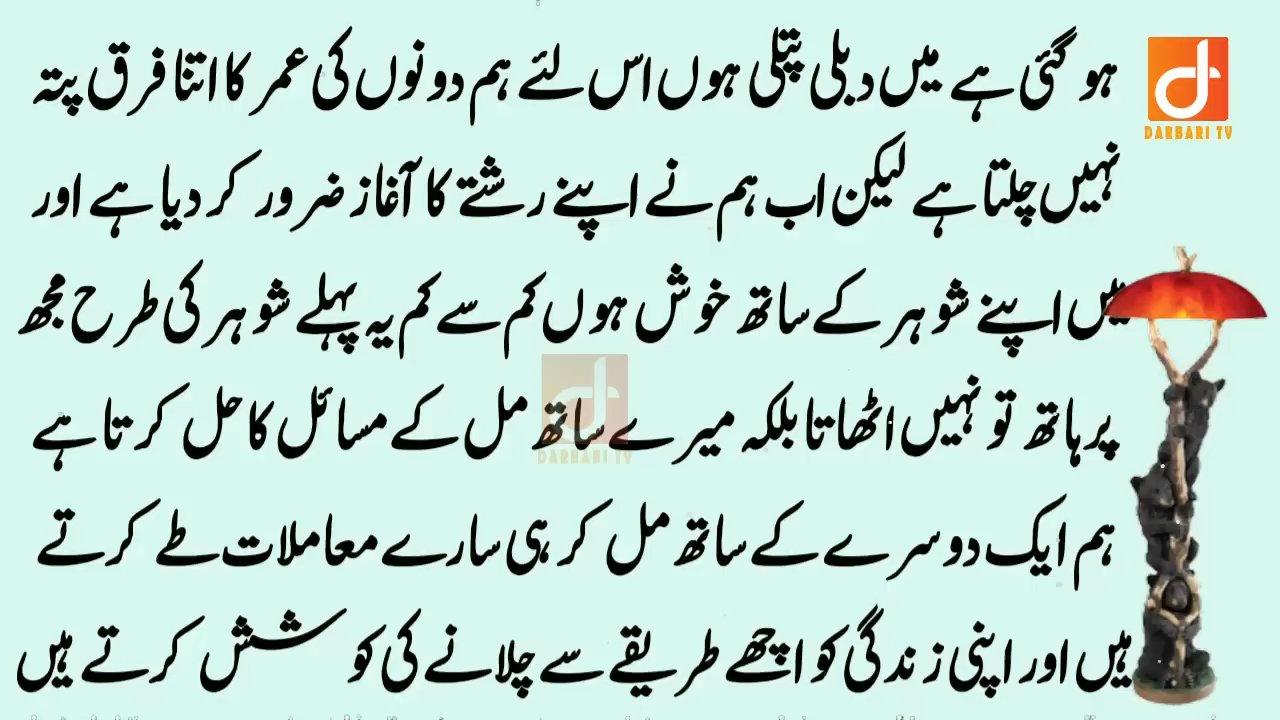 ہو گئی ہے میں دبلی پتلی ہوں اس لئے ہم دونوں کی عمر کا اتنا فرق پتہ
DARBARI TV
نہیں چلتا ہے لیکن اب ہم نے اپنے رشتے کا آغاز ضرور کر دیا ہے اور
میں اپنے شوہر کے ساتھ خوش ہوں کم سے کم یہ پہلے شوہر کی طرح مجھ
پر ہاتھ تو نہیں اٹھاتا بلکہ میرے ساتھ مل کے مسائل کا حل کرتا ہے
DARBARI TV
ہم ایک دوسرے کے ساتھ مل کر ہی سارے معاملات طے کرتے
ہیں اور اپنی زندگی کو اچھے طریقے سے چلانے کی کوشش کرتے ہیں